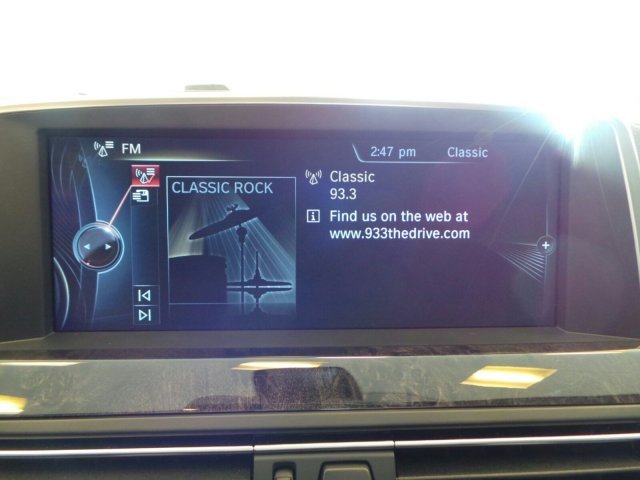 FM
2:47 pm Classic
CLASSIC ROCK
Classic
93.3
Find us on the web at
www.933thedrive.com